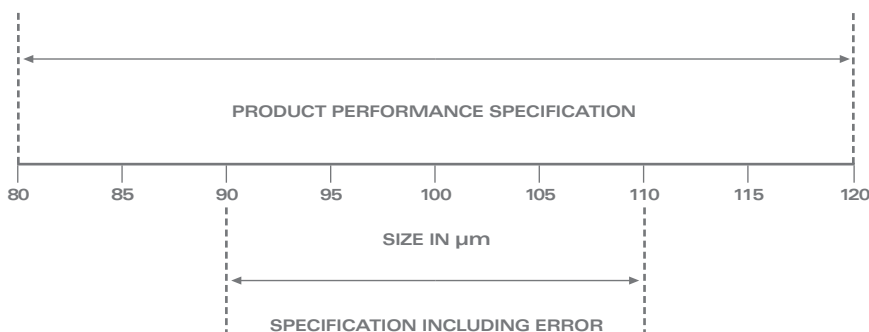 PRODUCT PERFORMANCE SPECIFICATION
80 85 90 95 100 105 110 115 120
SIZE IN µm
SPECIFICATION INCLUDING ERROR